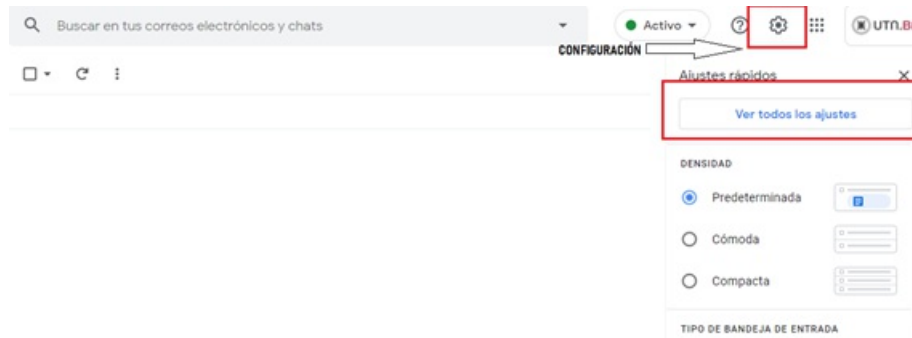 Buscar en tus correos electrónicos y chats
Activo
UTN.B
CONFIGURACIÓN
Ajustes rápidos
Ver todos los ajustes
DENSIDAD
Predeterminada
Cómoda
Compacta
TIPO DE BANDEJA DE ENTRADA